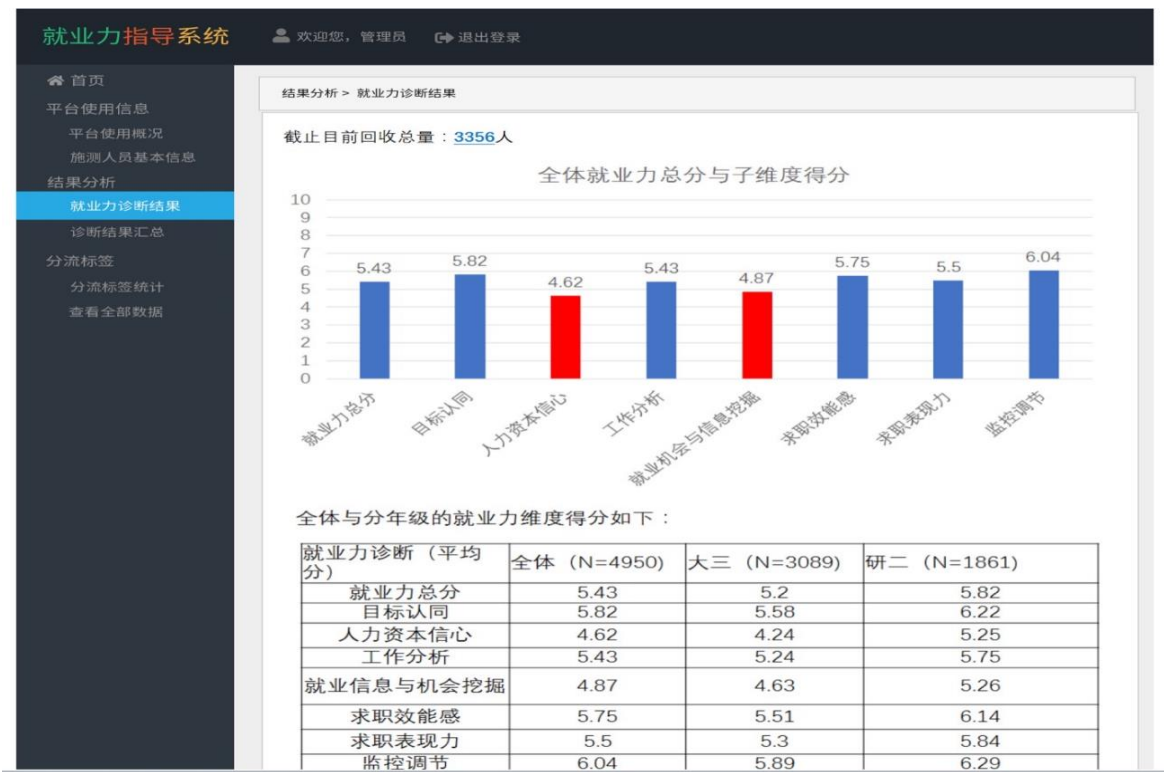 就业力指导系统 欢迎您，管理员 退出登录
首页
平台使用信息
平台使用概况
施测人员基本信息
结果分析
就业力诊断结果
诊断结果汇总
分流标签
分流标签统计
查看全部数据
结果分析> 就业力诊断结果
截止目前回收总量：3356人
全体就业力总分与子维度得分
10
9
8
7
6
5
4
3
2
1
0
5.43 5.82 4.62 5.43 4.87 5.75 5.5 6.04
就业力总分 目标认同 人力资本信心 工作分析 就业机会与信息挖掘 求职效能感 求职表现力 监控调节
全体与分年级的就业力维度得分如下：
就业力诊断（平均分） 全体（N=4950） 大三（N=3089） 研二（N=1861）
就业力总分 5.43 5.2 5.82
目标认同 5.82 5.58 6.22
人力资本信心 4.62 4.24 5.25
工作分析 5.43 5.24 5.75
就业信息与机会挖掘 4.87 4.63 5.26
求职效能感 5.75 5.51 6.14
求职表现力 5.5 5.3 5.84
监控调节 6.04 5.89 6.29